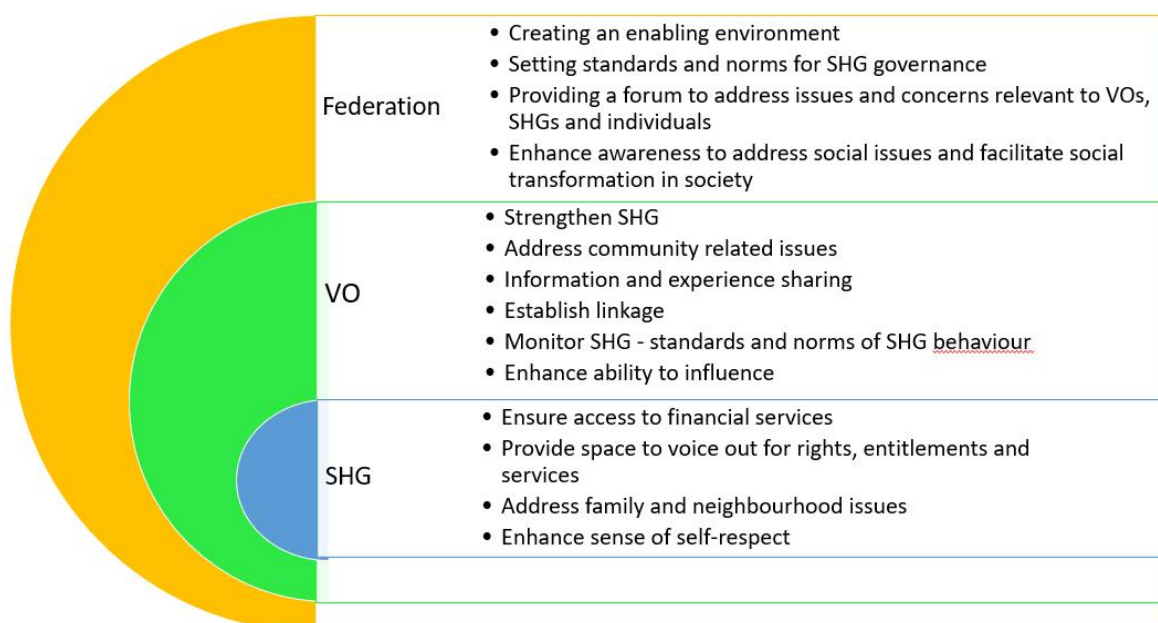 Federation
• Creating an enabling environment
• Setting standards and norms for SHG governance
• Providing a forum to address issues and concerns relevant to VOs,
SHGs and individuals
• Enhance awareness to address social issues and facilitate social
transformation in society
VO
• Strengthen SHG
• Address community related issues
• Information and experience sharing
• Establish linkage
• Monitor SHG - standards and norms of SHG behaviour
• Enhance ability to influence
SHG
• Ensure access to financial services
• Provide space to voice out for rights, entitlements and
services
• Address family and neighbourhood issues
• Enhance sense of self-respect